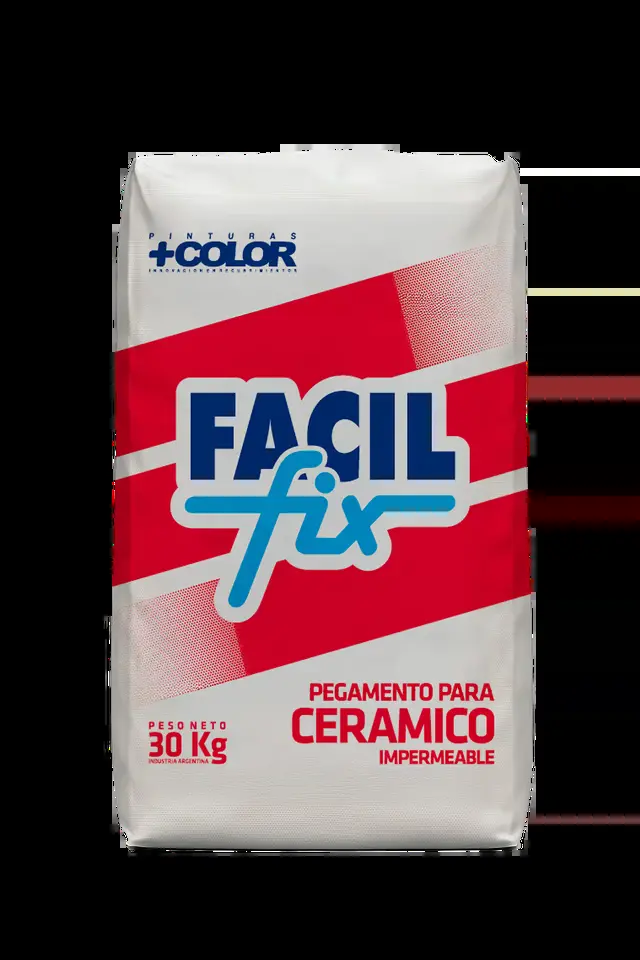 PINTURAS
+COLOR
INNOVACION EN RECUBRIMIENTOS
FACIL
fix
PEGAMENTO PARA
CERAMICO
IMPERMEABLE
PESO NETO
30 Kg
INDUSTRIA ARGENTINA